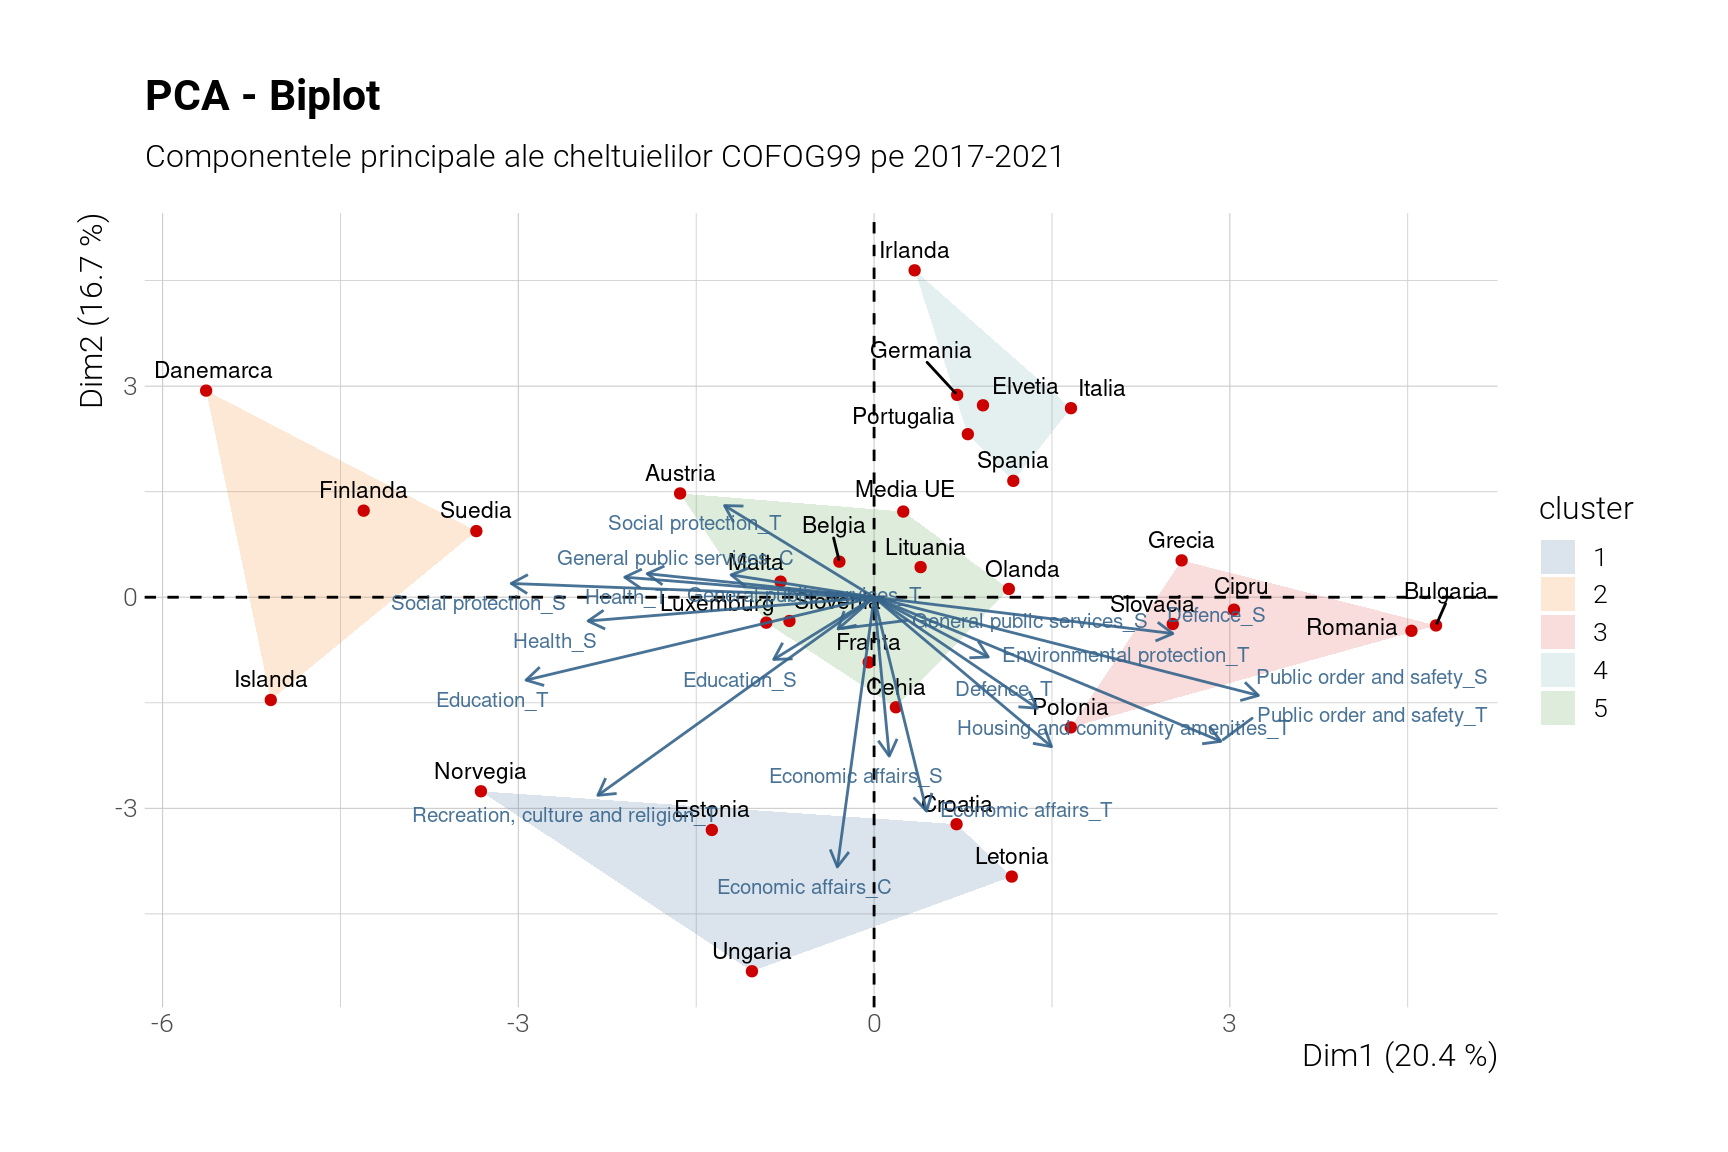 PCA - Biplot
Componentele principale ale cheltuielilor COFOG99 pe 2017-2021
Dim2 (16.7 %)
Irlanda
Germania
Danemarca
3
Elvetia
Italia
Portugalia
Spania
Austria
Media UE
Finlanda
Suedia
Social protection_T
Belgia
Lituania
Grecia
General public services_C
Malta
Olanda
Cipru
Bulgaria
0
Social protection_S
Health_T
General public services_T
Luxemburg
Slovenia
Slovacia
Defence_S
General public services_S
Romania
Health_S
Franta
Environmental protection_T
Islanda
Education_S
Cehia
Defence_T
Public order and safety_S
Education_T
Polonia
Public order and safety_T
Housing and community amenities_T
Norvegia
Economic affairs_S
-3
Recreation, culture and religion_T
Estonia
Croatia
Economic affairs_T
Letonia
Economic affairs_C
Ungaria
-6
-3
0
3
Dim1 (20.4 %)
cluster
1
2
3
4
5